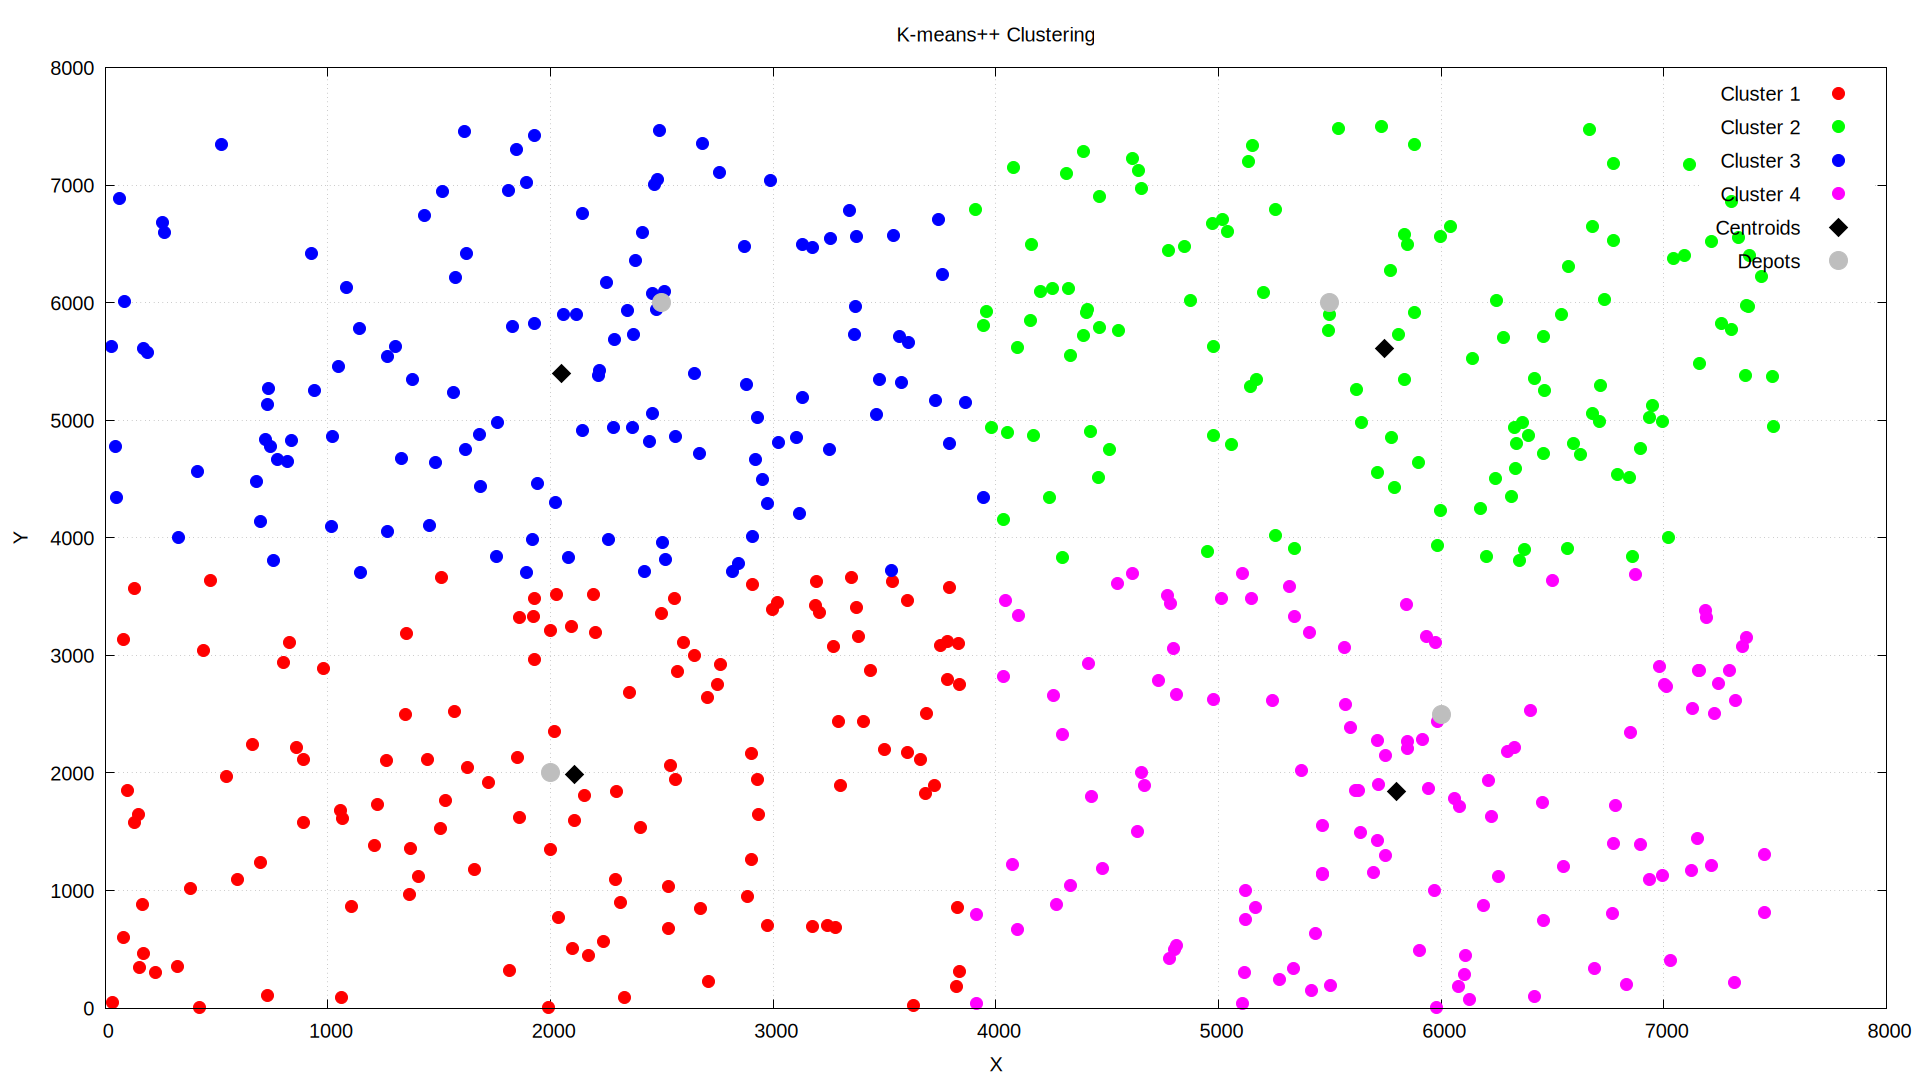 K-means++ Clustering
8000
7000
6000
5000
4000
3000
2000
1000
0
Y
Cluster 1
Cluster 2
Cluster 3
Cluster 4
Centroids
Depots
0 1000 2000 3000 4000 5000 6000 7000 8000
X